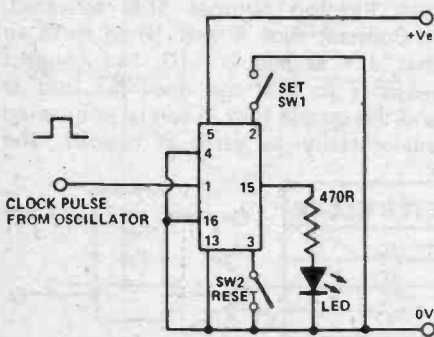 +Ve
SET
SW1
5
2
4
1
15
470R
CLOCK PULSE
FROM OSCILLATOR
16
13
3
SW2
RESET
LED
0V